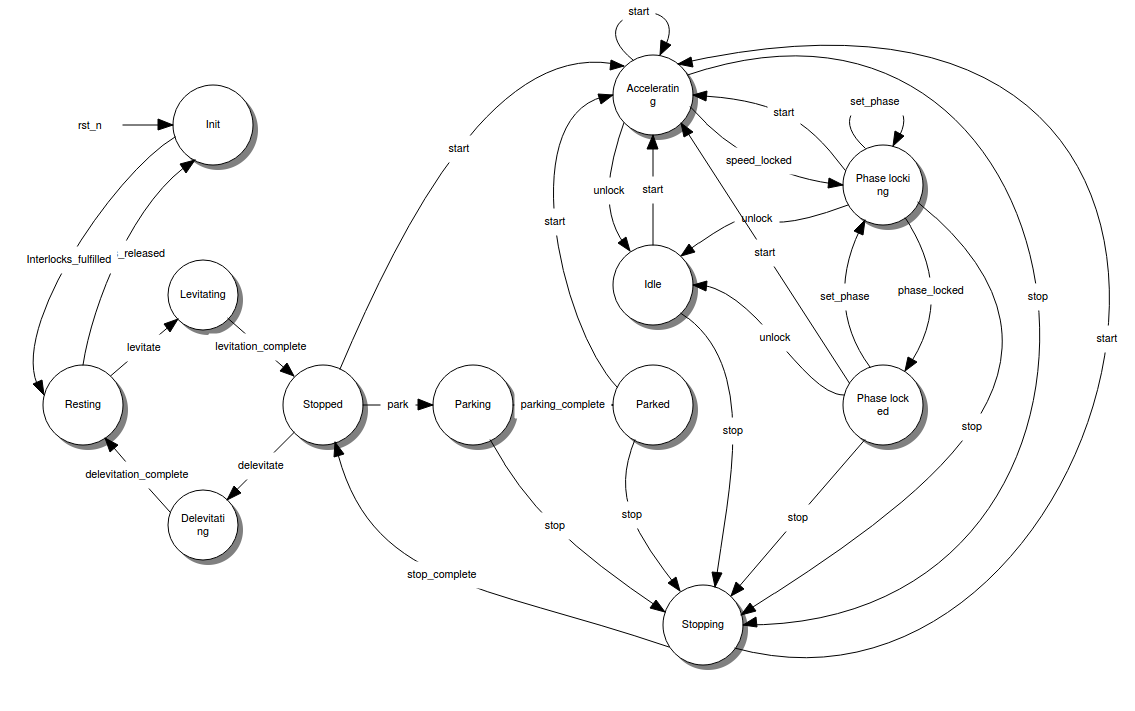 start
Acceleratin
g
set_phase
start
rst_n
Init
start
speed_locked
Phase locki
ng
unlock
start
unlock
start
Interlocks_fulfilled
_released
start
Levitating
Idle
set_phase
phase_locked
stop
levitate
levitation_complete
unlock
start
Resting
Stopped
park
Parking
parking_complete
Parked
Phase lock
ed
stop
stop
delevitate
delevitation_complete
Delevitati
ng
stop
stop
stop
stop_complete
Stopping